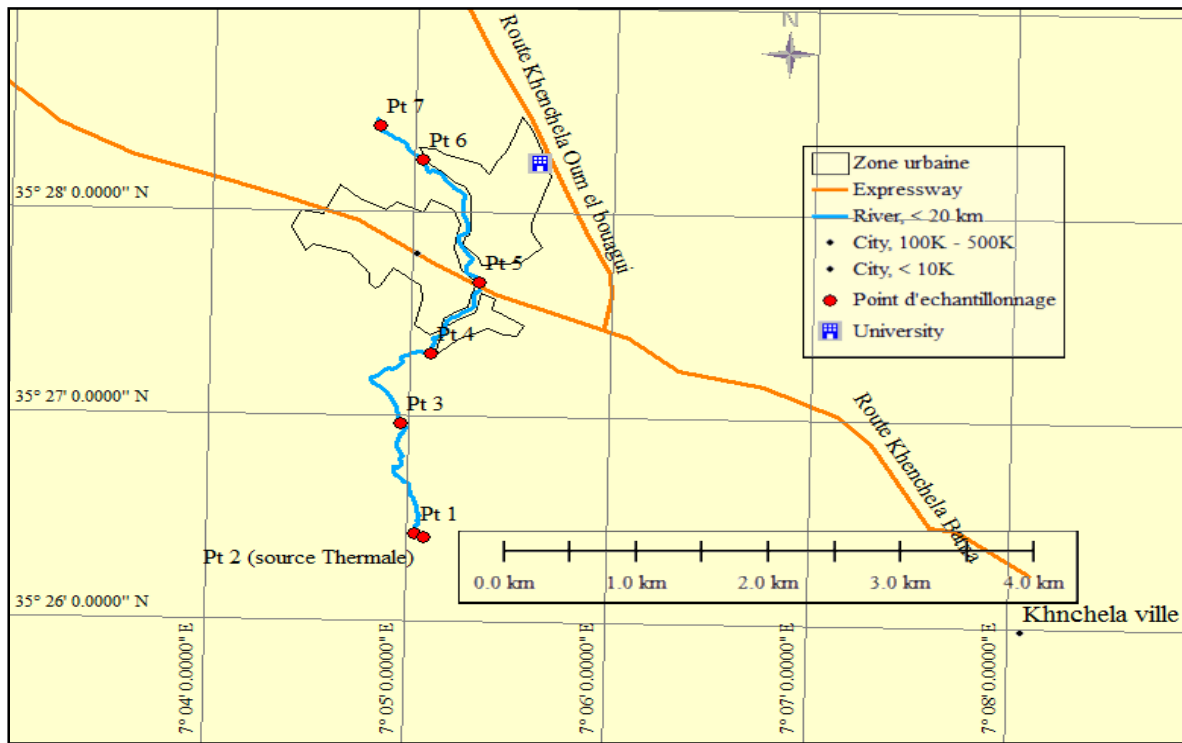 N
Route Khenchela Oum el bouagui
Pt 7
Pt 6
Zone urbaine
Expressway
River, < 20 km
City, 100K - 500K
City, < 10K
Point d'echantillonnage
University
35° 28' 0.0000" N
Pt 5
Pt 4
35° 27' 0.0000" N
Pt 3
Route Khenchela Batna
Pt 1
Pt 2 (source Thermale)
0.0 km 1.0 km 2.0 km 3.0 km 4.0 km
35° 26' 0.0000" N
Khnchela ville
7° 04' 0.0000" E
7° 05' 0.0000" E
7° 06' 0.0000" E
7° 07' 0.0000" E
7° 08' 0.0000" E